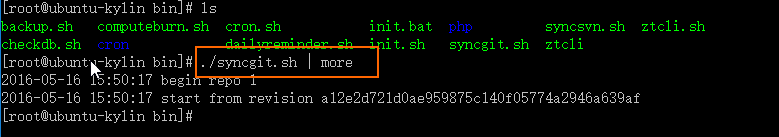 [root@ubuntu-kylin bin]# ls
backup.sh computeburn.sh cron.sh init.bat php syncsvn.sh ztcli.sh
checkdb.sh cron dailyreminder.sh init.sh syncgit.sh ztcli
[root@ubuntu-kylin bin]# ./syncgit.sh | more
2016-05-16 15:50:17 begin repo 1
2016-05-16 15:50:17 start from revision a12e2d721d0ae959875c140f05774a2946a639af
[root@ubuntu-kylin bin]#